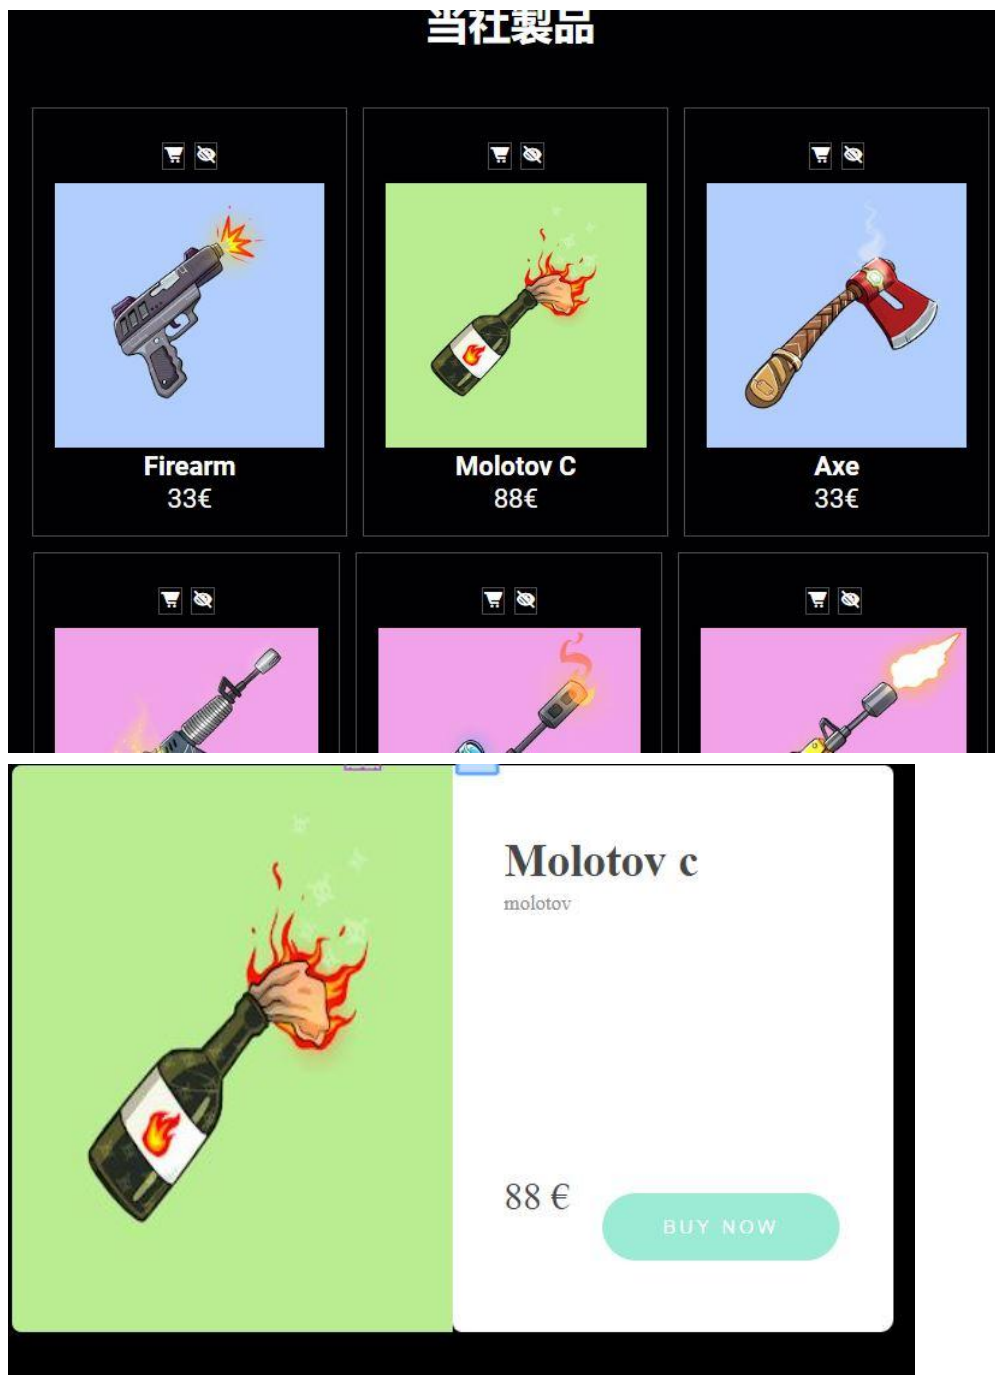 当社製品
Firearm
33€
Molotov C
88€
Axe
33€
Molotov c
molotov
88 €
BUY NOW